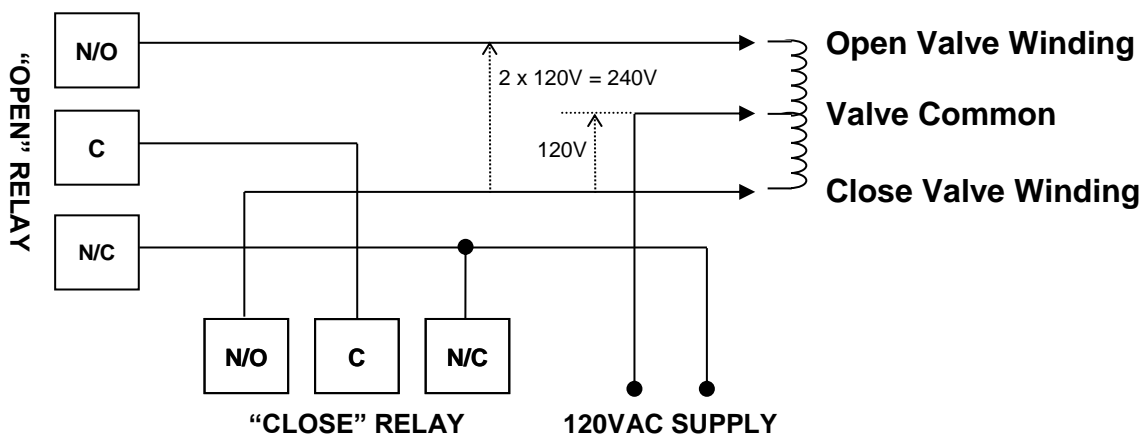 "OPEN" RELAY
N/O
C
N/C
2 x 120V = 240V
120V
Open Valve Winding
Valve Common
Close Valve Winding
N/O
C
N/C
“CLOSE” RELAY
120VAC SUPPLY